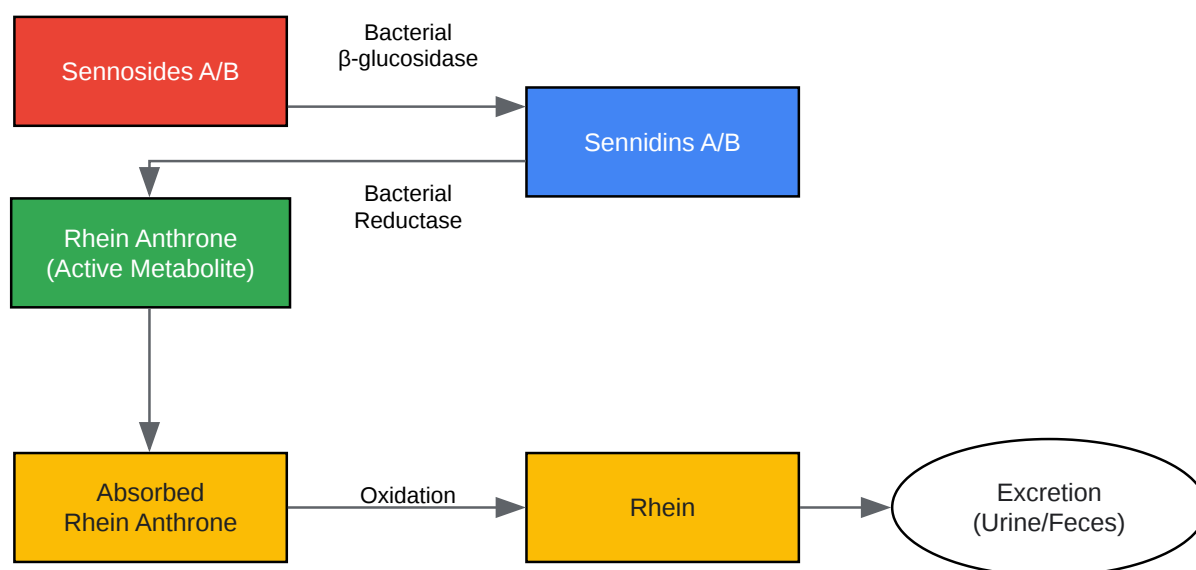 Sennosides A/B
Bacterial
β-glucosidase
Sennidins A/B
Bacterial
Reductase
Rhein Anthrone
(Active Metabolite)
Absorbed
Rhein Anthrone
Oxidation
Rhein
Excretion
(Urine/Feces)